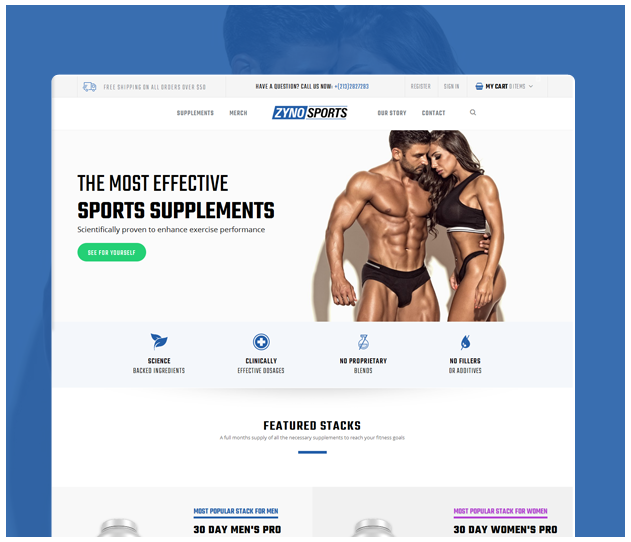 FREE SHIPPING ON ALL ORDERS OVER $50
HAVE A QUESTION? CALL US NOW: +(313)2837283
REGISTER
SIGN IN
MY CART 0 ITEMS
SUPPLEMENTS
MERCH
ZYNO SPORTS
OUR STORY
CONTACT
THE MOST EFFECTIVE
SPORTS SUPPLEMENTS
Scientifically proven to enhance exercise performance
SEE FOR YOURSELF
SCIENCE
BACKED INGREDIENTS
CLINICALLY
EFFECTIVE DOSAGES
NO PROPRIETARY
BLENDS
NO FILLERS
OR ADDITIVES
FEATURED STACKS
A full months supply of all the necessary supplements to reach your fitness goals
MOST POPULAR STACK FOR MEN
30 DAY MEN'S PRO
MOST POPULAR STACK FOR WOMEN
30 DAY WOMEN'S PRO